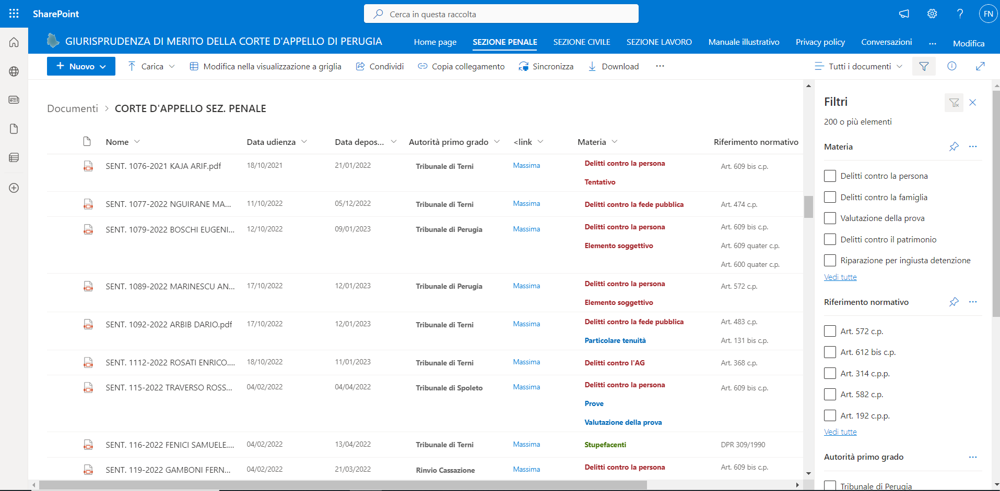 SharePoint
Cerca in questa raccolta
FN
GIURISPRUDENZA DI MERITO DELLA CORTE D'APPELLO DI PERUGIA
Home page SEZIONE PENALE SEZIONE CIVILE SEZIONE LAVORO Manuale illustrativo Privacy policy Conversazioni ... Modifica
+ Nuovo Carica Modifica nella visualizzazione a griglia Condividi Copia collegamento Sincronizza Download ... Tutti i documenti
Documenti > CORTE D'APPELLO SEZ. PENALE
Nome Data udienza Data depos... Autorità primo grado <link Materia Riferimento normativo
SENT. 1076-2021 KAJA ARIF.pdf 18/10/2021 21/01/2022 Tribunale di Terni Massima Delitti contro la persona Art. 609 bis c.p.
Tentativo
SENT. 1077-2022 NGUIRANE MA... 11/10/2022 05/12/2022 Tribunale di Terni Massima Delitti contro la fede pubblica Art. 474 c.p.
SENT. 1079-2022 BOSCHI EUGENI... 12/10/2022 09/01/2023 Tribunale di Perugia Massima Delitti contro la persona Art. 609 bis c.p.
Elemento soggettivo Art. 609 quater c.p.
Art. 600 quater c.p.
SENT. 1089-2022 MARINESCU AN... 17/10/2022 12/01/2023 Tribunale di Perugia Massima Delitti contro la persona Art. 572 c.p.
Elemento soggettivo
SENT. 1092-2022 ARBIB DARIO.pdf 17/10/2022 12/01/2023 Tribunale di Terni Massima Delitti contro la fede pubblica Art. 483 c.p.
Particolare tenuità Art. 131 bis c.p.
SENT. 1112-2022 ROSATI ENRICO.... 18/10/2022 11/01/2023 Tribunale di Terni Massima Delitti contro l'AG Art. 368 c.p.
SENT. 115-2022 TRAVERSO ROSS... 04/02/2022 04/04/2022 Tribunale di Spoleto Massima Delitti contro la persona Art. 609 bis c.p.
Prove
Valutazione della prova
SENT. 116-2022 FENICI SAMUELE.... 04/02/2022 13/04/2022 Tribunale di Terni Massima Stupefacenti DPR 309/1990
SENT. 119-2022 GAMBONI FERN... 04/02/2022 21/03/2022 Rinvio Cassazione Massima Delitti contro la persona Art. 609 bis c.p.
Filtri
200 o più elementi
Materia ...
Delitti contro la persona
Delitti contro la famiglia
Valutazione della prova
Delitti contro il patrimonio
Riparazione per ingiusta detenzione
Vedi tutte
Riferimento normativo ...
Art. 572 c.p.
Art. 612 bis c.p.
Art. 314 c.p.p.
Art. 582 c.p.
Art. 192 c.p.p.
Vedi tutte
Autorità primo grado ...
Tribunale di Perugia